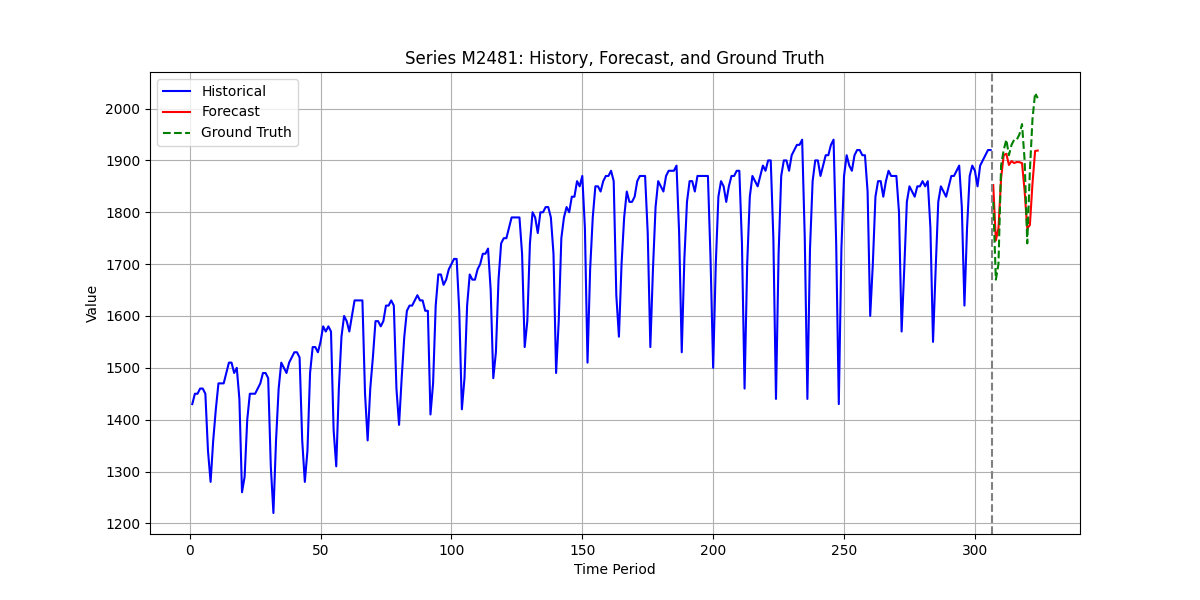 Series M2481: History, Forecast, and Ground Truth
Historical
Forecast
Ground Truth
Value
2000
1900
1800
1700
1600
1500
1400
1300
1200
0 50 100 150 200 250 300
Time Period